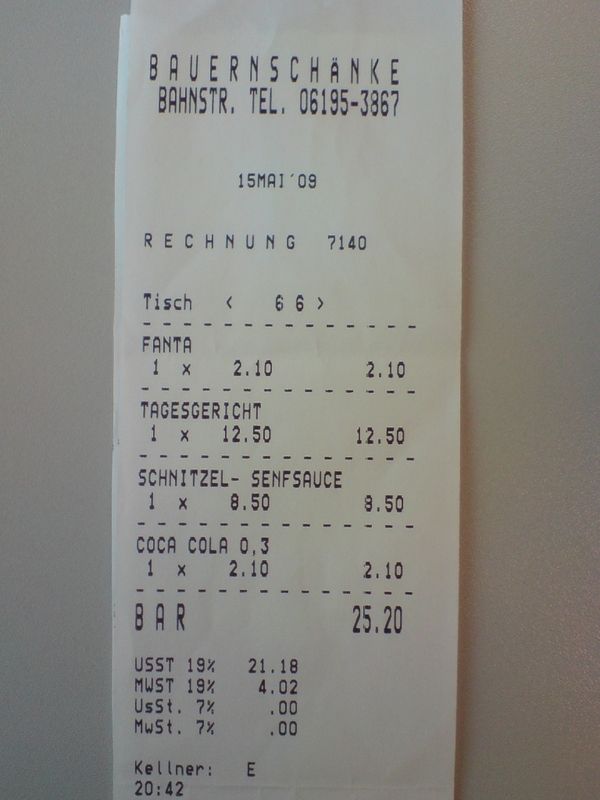 BAUERNSCHÄNKE
BAHNSTR. TEL. 06195-3867
15MAI´09
RECHNUNG 7140
Tisch < 66>
- - - - - - - - - - - - - -
FANTA
1 x 2.10 2.10
- - - - - - - - - - - - - -
TAGESGERICHT
1 x 12.50 12.50
- - - - - - - - - - - - - -
SCHNITZEL- SENFSAUCE
1 x 8.50 8.50
- - - - - - - - - - - - - -
COCA COLA 0,3
1 x 2.10 2.10
- - - - - - - - - - - - - -
BAR 25.20
USST 19% 21.18
MWST 19% 4.02
UsSt. 7% .00
MwSt. 7% .00
Kellner: E
20:42